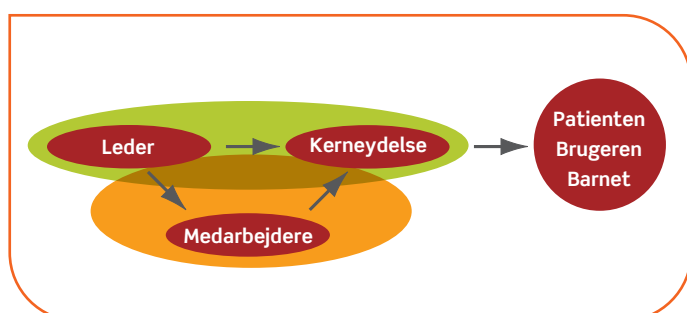 Leder
Kerneydelse
Medarbejdere
Patienten
Brugeren
Barnet